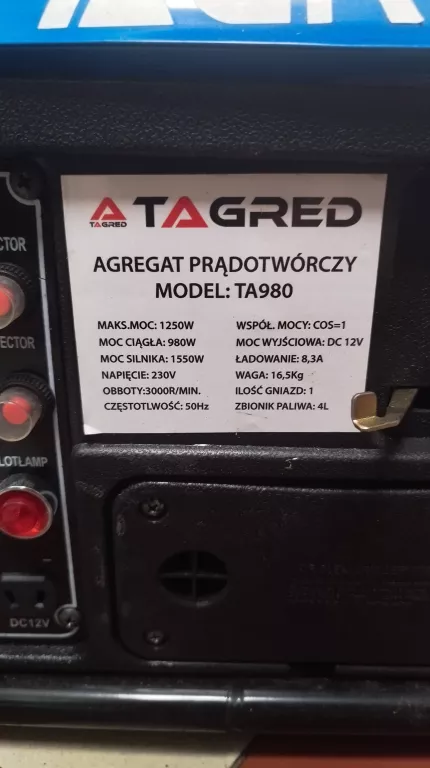 CTOR
TAGRED
TAGRED
AGREGAT PRĄDOTWÓRCZY
MODEL: TA980
MAKS.MOC: 1250W
MOC CIĄGŁA: 980W
MOC SILNIKA: 1550W
NAPIĘCIE: 230V
OBBOTY:3000R/MIN.
CZĘSTOTLWOŚĆ: 50Hz
WSPÓŁ. MOCY: COS=1
MOC WYJŚCIOWA: DC 12V
ŁADOWANIE: 8,3A
WAGA: 16,5Kg
ILOŚĆ GNIAZD: 1
ZBIONIK PALIWA: 4L
ECTOR
LOTLAMP
DC12V